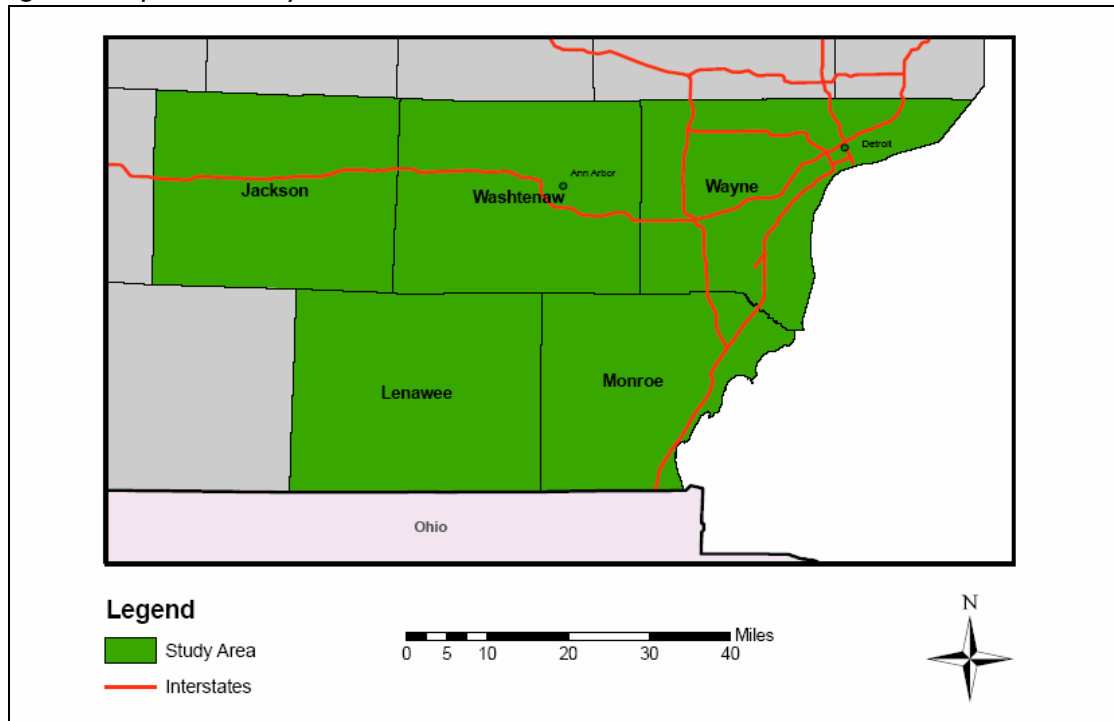 Detroit
Ann Arbor
Jackson
Washtenaw
Wayne
Lenawee
Monroe
Ohio
Legend
Study Area
Interstates
Miles
0 5 10 20 30 40
N